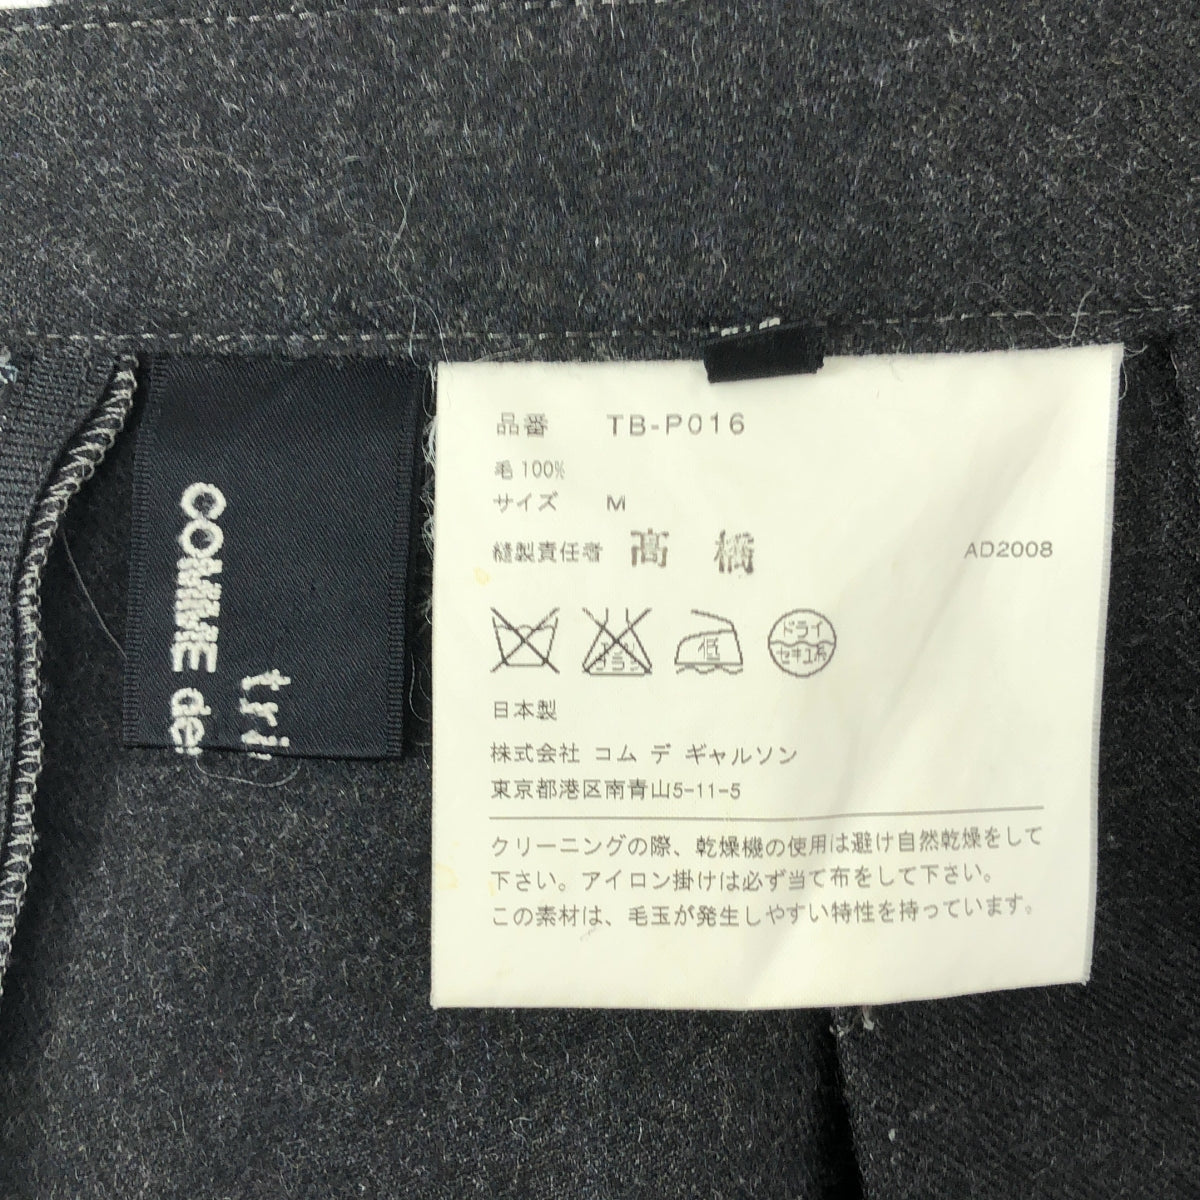 tri
COMME de
品番 TB-P016
毛 100%
サイズ M
縫製責任者 高 橋
AD2008
低
ドライ
セキユ系
日本製
株式会社 コム デ ギャルソン
東京都港区南青山5-11-5
クリーニングの際、乾燥機の使用は避け自然乾燥をして
下さい。アイロン掛けは必ず当て布をして下さい。
この素材は、毛玉が発生しやすい特性を持っています。